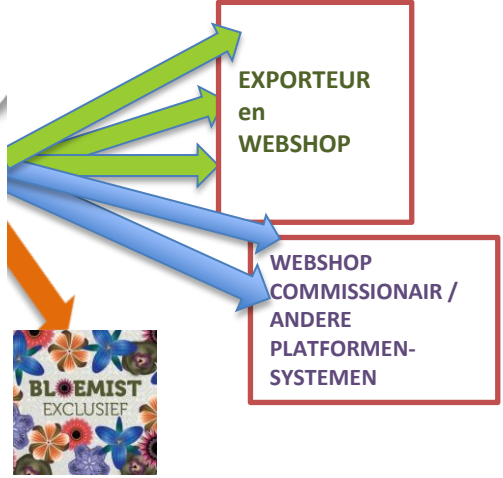 EXPORTEUR
en
WEBSHOP
WEBSHOP
COMMISSIONAIR /
ANDERE
PLATFORMEN-
SYSTEMEN
BLOEMIST
EXCLUSIEF